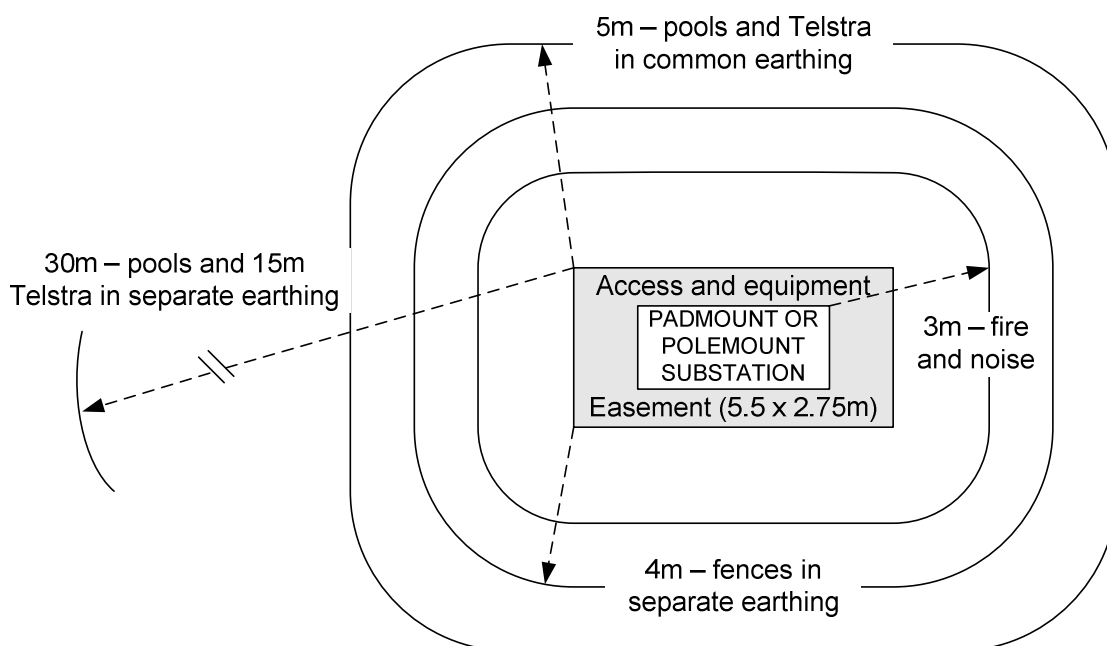 5m – pools and Telstra
in common earthing
30m – pools and 15m
Telstra in separate earthing
Access and equipment
PADMOUNT OR
POLEMOUNT
SUBSTATION
Easement (5.5 x 2.75m)
3m – fire
and noise
4m – fences in
separate earthing